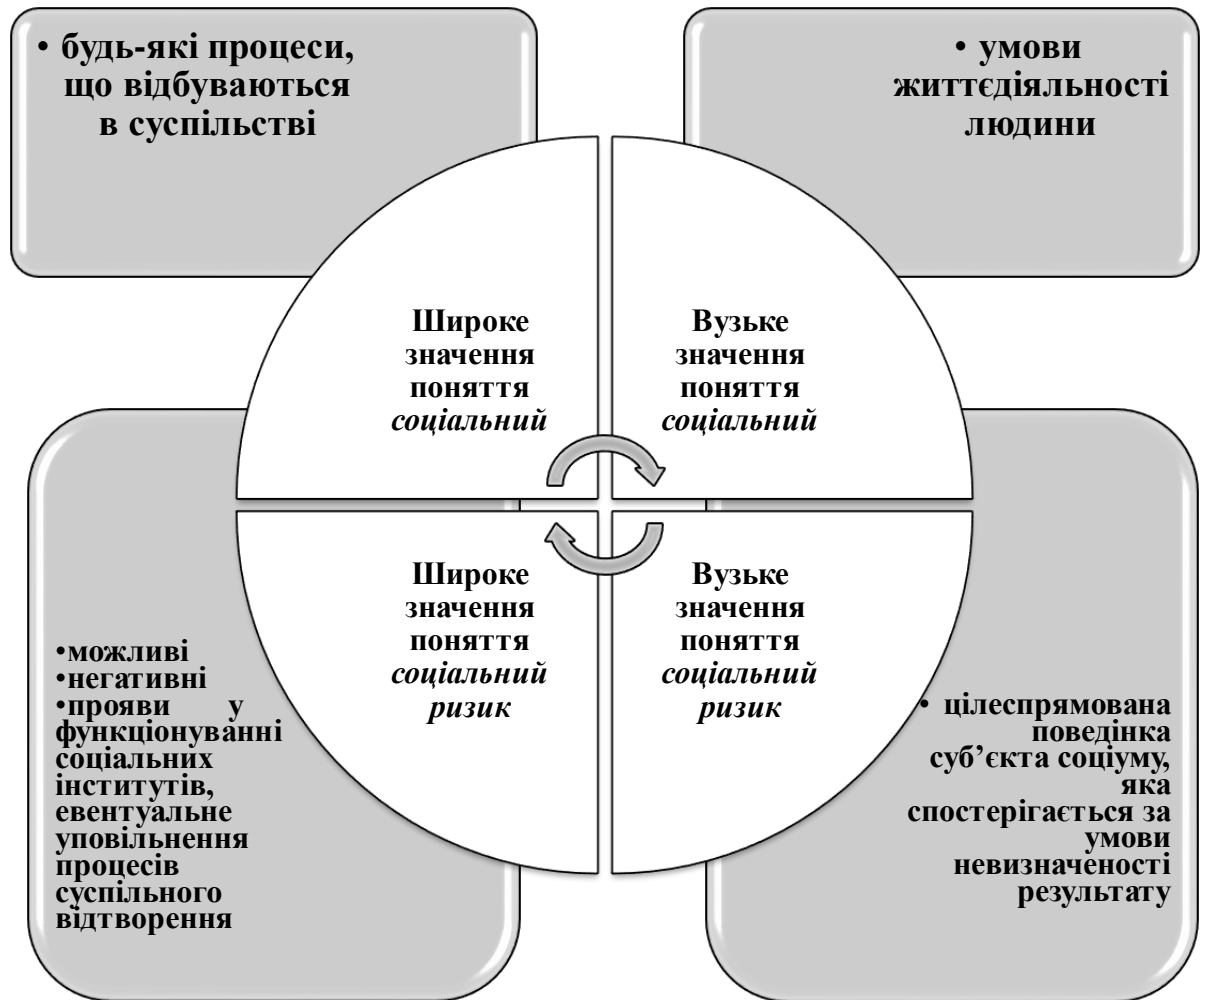 • будь-які процеси,
що відбуваються
в суспільстві
• умови
життєдіяльності
людини
Широке
значення
поняття
соціальний
Вузьке
значення
поняття
соціальний
Широке
значення
поняття
соціальний
ризик
Вузьке
значення
поняття
соціальний
ризик
•можливі
•негативні
•прояви у
функціонуванні
соціальних
інститутів,
евентуальне
уповільнення
процесів
суспільного
відтворення
• цілеспрямована
поведінка
суб’єкта соціуму,
яка
спостерігається за
умови
невизначеності
результату